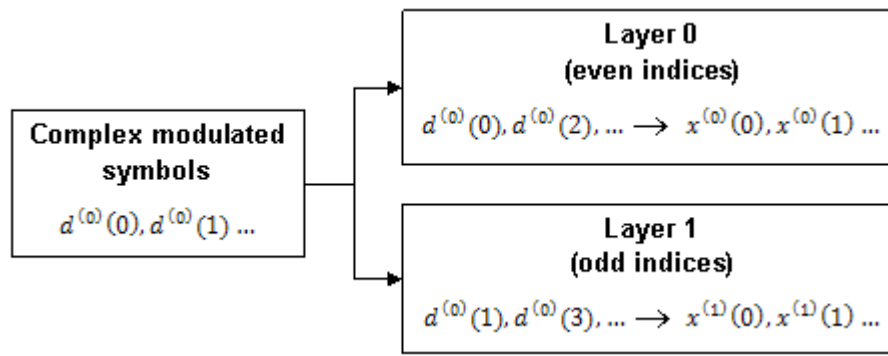 Complex modulated
symbols
d⁽⁰⁾(0), d⁽⁰⁾(1) ...
Layer 0
(even indices)
d⁽⁰⁾(0), d⁽⁰⁾(2), ... → x⁽⁰⁾(0), x⁽⁰⁾(1) ...
Layer 1
(odd indices)
d⁽⁰⁾(1), d⁽⁰⁾(3), ... → x⁽¹⁾(0), x⁽¹⁾(1) ...